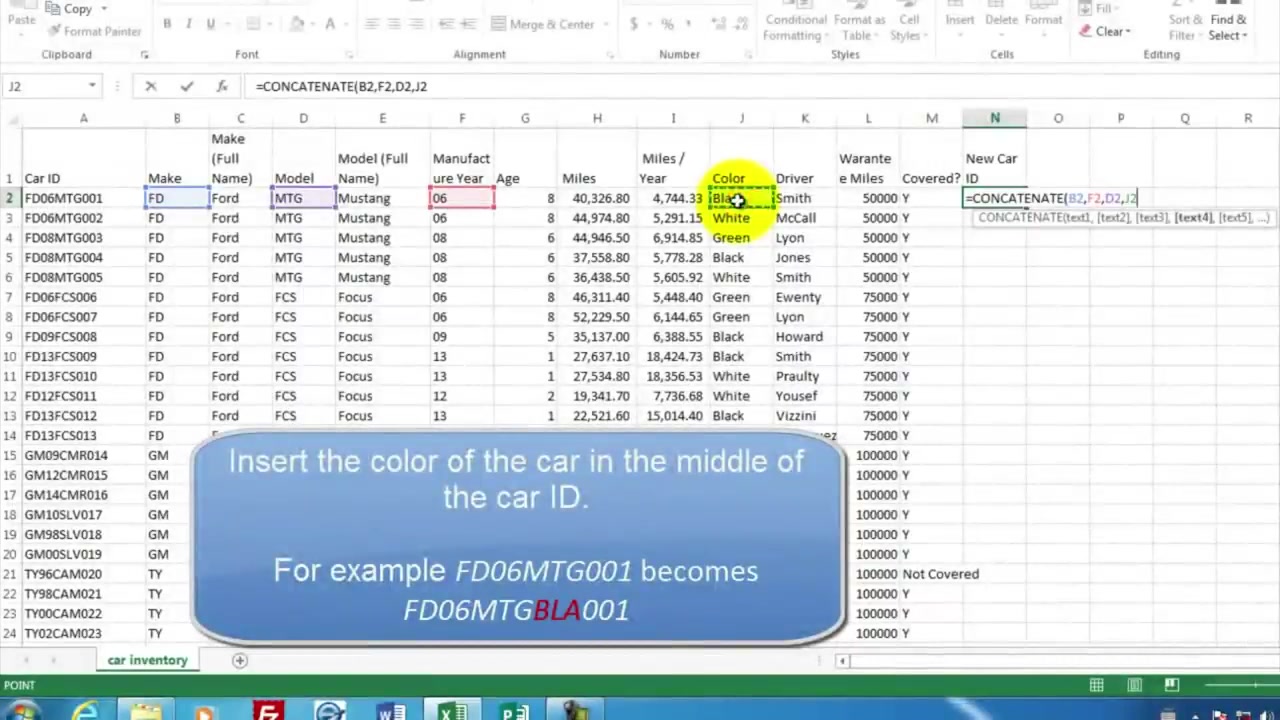 Copy
Paste
Format Painter
B I U
A
Merge & Center
$ % ,
Conditional Formatting
Format as Table
Cell Styles
Insert Delete Format
Fill
Clear
Sort & Filter
Find & Select
Clipboard Font Alignment Number Styles Cells Editing
J2 fx =CONCATENATE(B2,F2,D2,J2
A B C D E F G H I J K L M N O P Q R
1 Car ID Make Make (Full Name) Model Model (Full Name) Manufacture Year Age Miles Miles / Year Color Driver Warantee Miles Covered? New Car ID
2 FD06MTG001 FD Ford MTG Mustang 06 8 40,326.80 4,744.33 Smith 50000 Y =CONCATENATE(B2,F2,D2,J2
CONCATENATE(text1, [text2], [text3], [text4], [text5], ...)
3 FD06MTG002 FD Ford MTG Mustang 06 8 44,974.80 5,291.15 White McCall 50000 Y
4 FD08MTG003 FD Ford MTG Mustang 08 6 44,946.50 6,914.85 Green Lyon 50000 Y
5 FD08MTG004 FD Ford MTG Mustang 08 6 37,558.80 5,778.28 Black Jones 50000 Y
6 FD08MTG005 FD Ford MTG Mustang 08 6 36,438.50 5,605.92 White Smith 50000 Y
7 FD06FCS006 FD Ford FCS Focus 06 8 46,311.40 5,448.40 Green Ewenty 75000 Y
8 FD06FCS007 FD Ford FCS Focus 06 8 52,229.50 6,144.65 Green Lyon 75000 Y
9 FD09FCS008 FD Ford FCS Focus 09 5 35,137.00 6,388.55 Black Howard 75000 Y
10 FD13FCS009 FD Ford FCS Focus 13 1 27,637.10 18,424.73 Black Smith 75000 Y
11 FD13FCS010 FD Ford FCS Focus 13 1 27,534.80 18,356.53 White Praulty 75000 Y
12 FD12FCS011 FD Ford FCS Focus 12 2 19,341.70 7,736.68 White Yousef 75000 Y
13 FD13FCS012 FD Ford FCS Focus 13 1 22,521.60 15,014.40 Black Vizzini 75000 Y
14 FD13FCS013 FD 75000 Y
15 GM09CMR014 GM 100000 Y
16 GM12CMR015 GM 100000 Y
17 GM14CMR016 GM 100000 Y
18 GM10SLV017 GM 100000 Y
19 GM98SLV018 GM 100000 Y
20 GM00SLV019 GM 100000 Y
21 TY96CAM020 TY 100000 Not Covered
22 TY98CAM021 TY 100000 Y
23 TY00CAM022 TY 100000 Y
24 TY02CAM023 TY 100000 Y
Insert the color of the car in the middle of
the car ID.
For example FD06MTG001 becomes
FD06MTGBLA001
car inventory
POINT